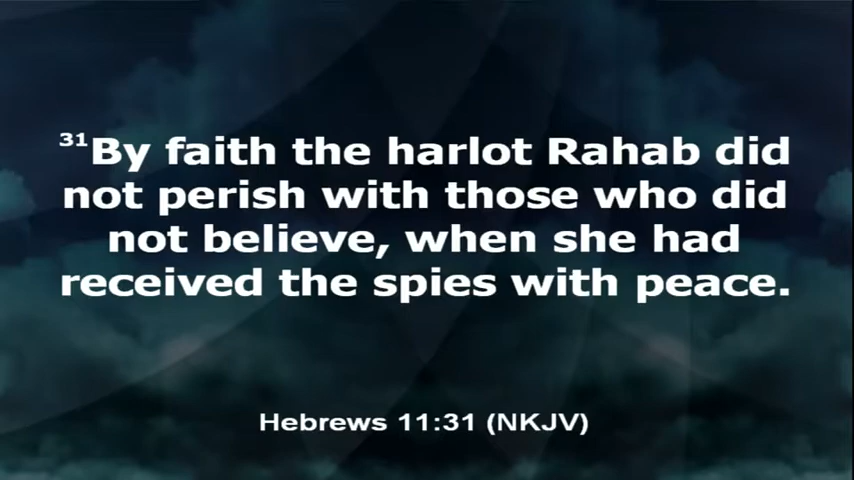 ³¹By faith the harlot Rahab did
not perish with those who did
not believe, when she had
received the spies with peace.
Hebrews 11:31 (NKJV)